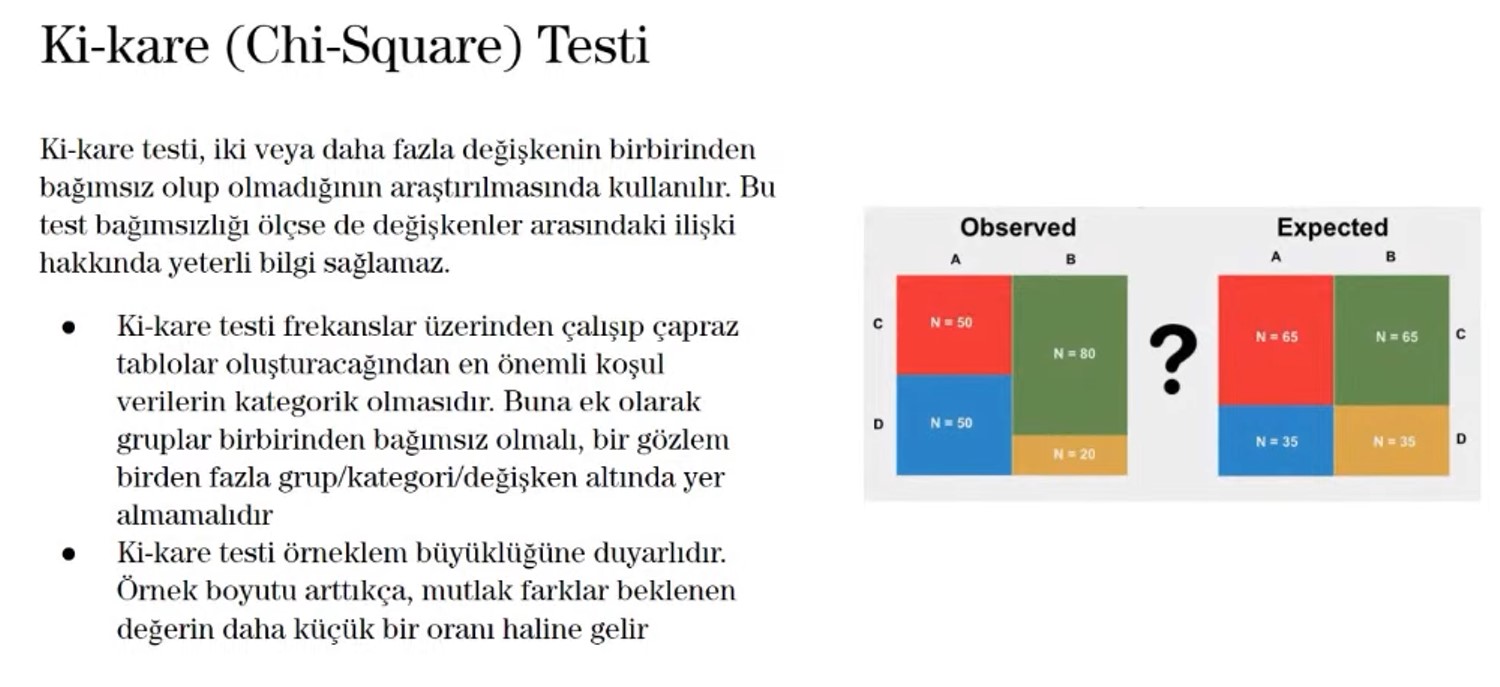 Ki-kare (Chi-Square) Testi
Ki-kare testi, iki veya daha fazla değişkenin birbirinden
bağımsız olup olmadığının araştırılmasında kullanılır. Bu
test bağımsızlığı ölçse de değişkenler arasındaki ilişki
hakkında yeterli bilgi sağlamaz.
● Ki-kare testi frekanslar üzerinden çalışıp çapraz
tablolar oluşturacağından en önemli koşul
verilerin kategorik olmasıdır. Buna ek olarak
gruplar birbirinden bağımsız olmalı, bir gözlem
birden fazla grup/kategori/değişken altında yer
almamalıdır
● Ki-kare testi örneklem büyüklüğüne duyarlıdır.
Örnek boyutu arttıkça, mutlak farklar beklenen
değerin daha küçük bir oranı haline gelir
Observed
A B
C N = 50 N = 80
D N = 50 N = 20
?
Expected
A B
N = 65 N = 65 C
N = 35 N = 35 D